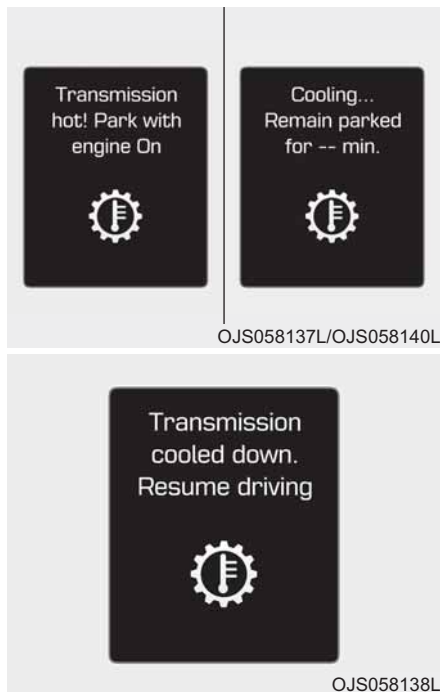 Transmission
hot! Park with
engine On
Cooling...
Remain parked
for -- min.
OJS058137L/OJS058140L
Transmission
cooled down.
Resume driving
OJS058138L